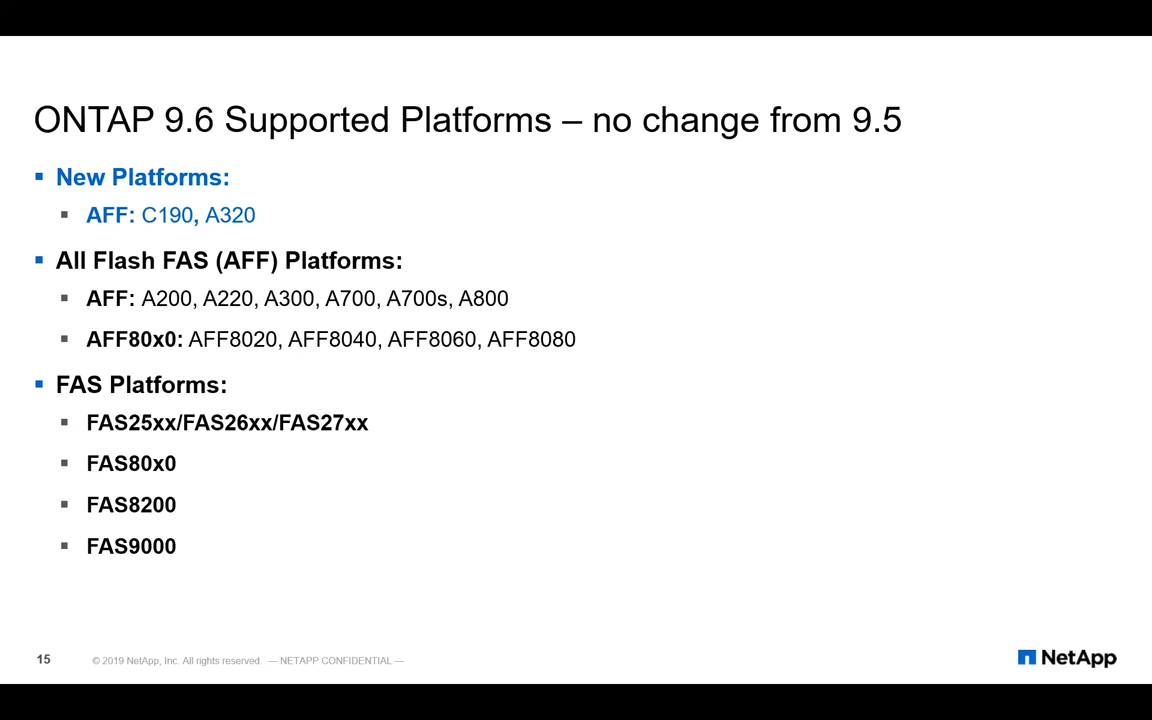 ONTAP 9.6 Supported Platforms – no change from 9.5
▪ New Platforms:
▪ AFF: C190, A320
▪ All Flash FAS (AFF) Platforms:
▪ AFF: A200, A220, A300, A700, A700s, A800
▪ AFF80x0: AFF8020, AFF8040, AFF8060, AFF8080
▪ FAS Platforms:
▪ FAS25xx/FAS26xx/FAS27xx
▪ FAS80x0
▪ FAS8200
▪ FAS9000
15 © 2019 NetApp, Inc. All rights reserved. — NETAPP CONFIDENTIAL —
NetApp